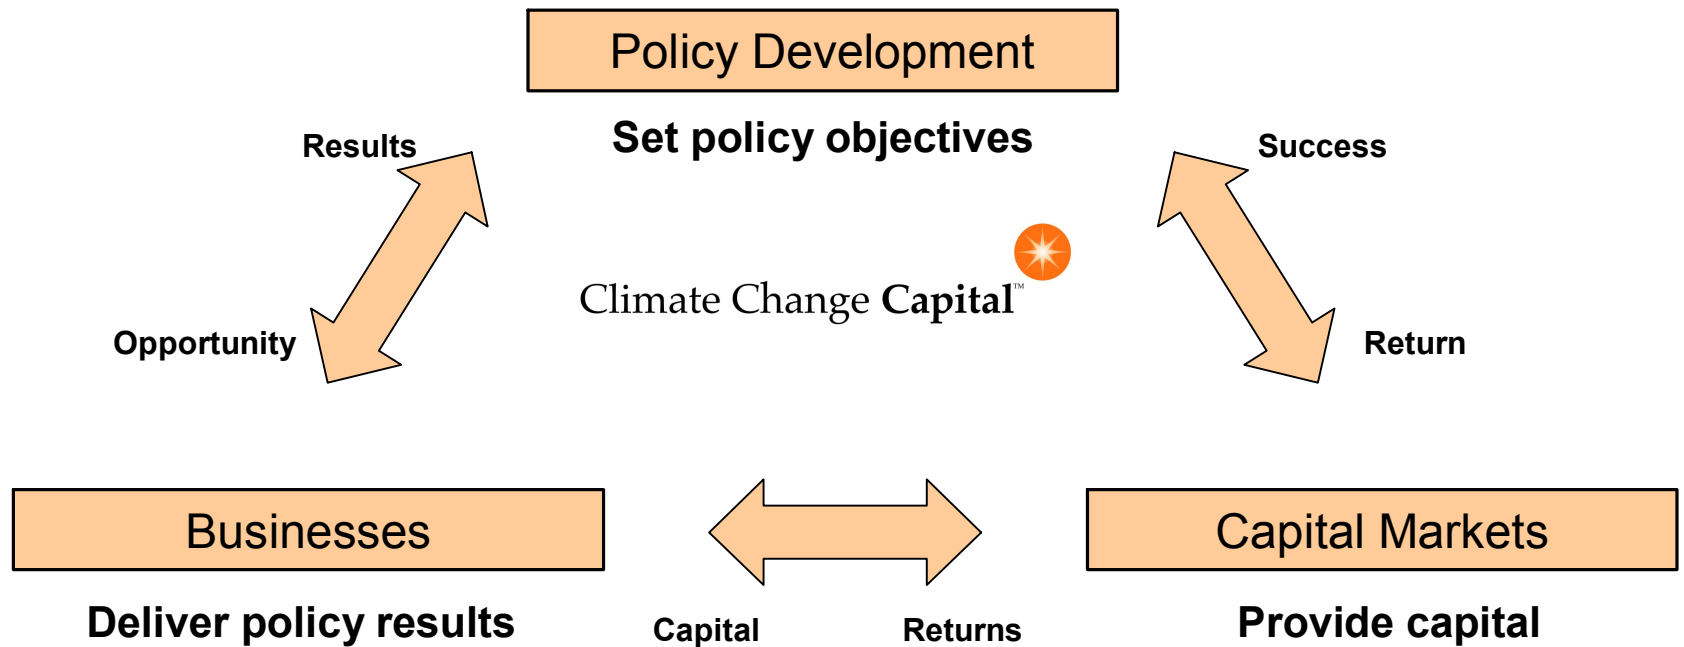 Policy Development
Set policy objectives
Results
Success
Climate Change Capital™
Opportunity
Return
Businesses
Capital Markets
Deliver policy results
Capital
Returns
Provide capital